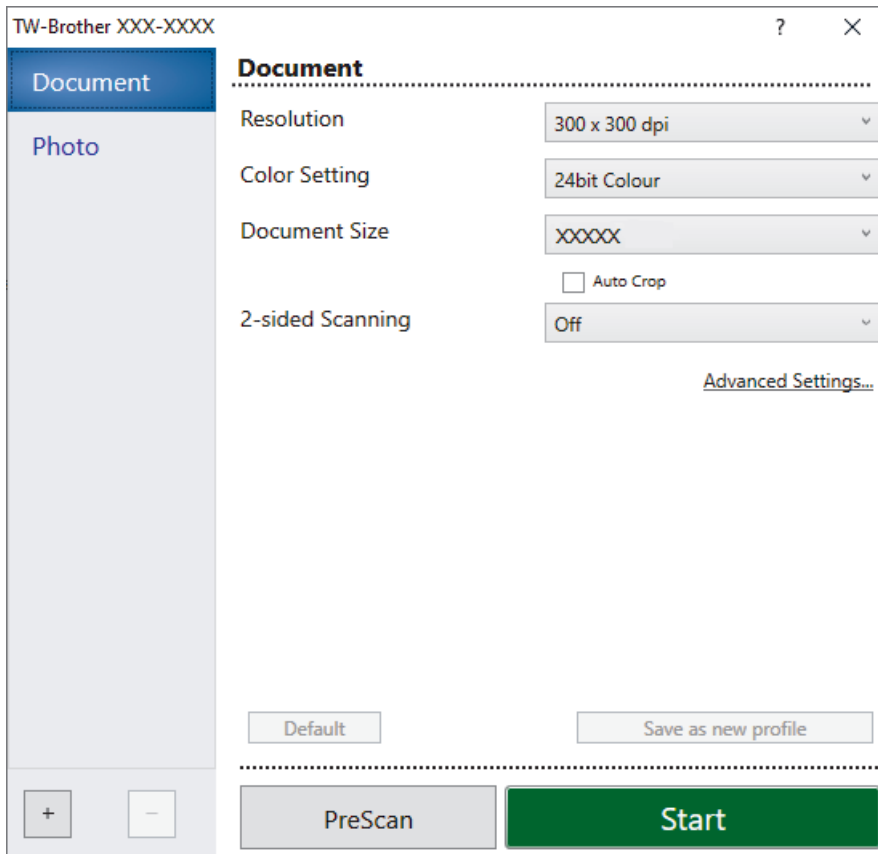 TW-Brother XXX-XXXX ?
Document
Photo
Document
Resolution 300 x 300 dpi
Color Setting 24bit Colour
Document Size XXXXX
Auto Crop
2-sided Scanning Off
Advanced Settings...
Default Save as new profile
+ −
PreScan Start